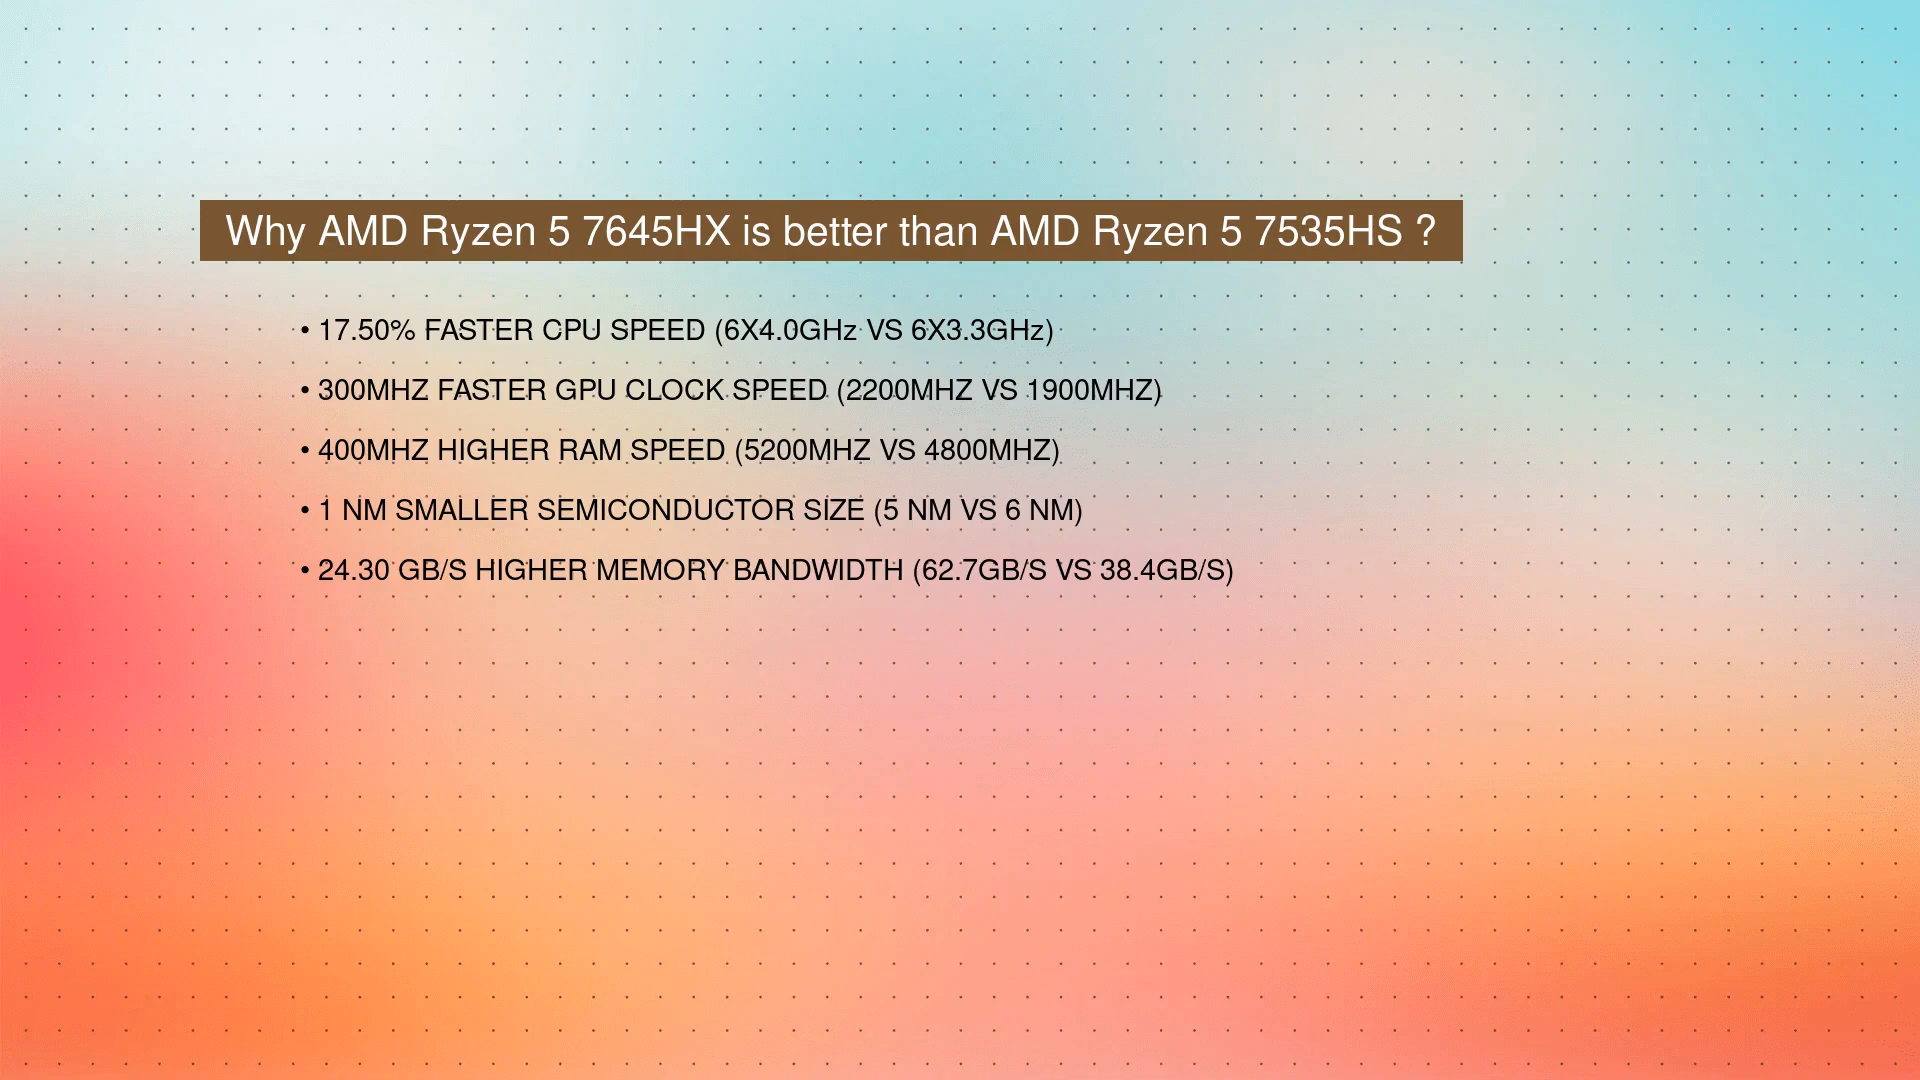 Why AMD Ryzen 5 7645HX is better than AMD Ryzen 5 7535HS ?
• 17.50% FASTER CPU SPEED (6X4.0GHz VS 6X3.3GHz)
• 300MHZ FASTER GPU CLOCK SPEED (2200MHZ VS 1900MHZ)
• 400MHZ HIGHER RAM SPEED (5200MHZ VS 4800MHZ)
• 1 NM SMALLER SEMICONDUCTOR SIZE (5 NM VS 6 NM)
• 24.30 GB/S HIGHER MEMORY BANDWIDTH (62.7GB/S VS 38.4GB/S)